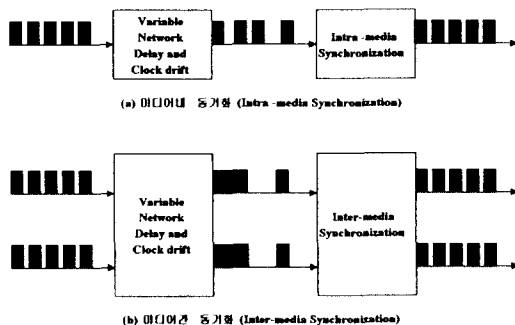 Variable
Network
Delay and
Clock drift
Intra -media
Synchronization
(a) 미디어내 동기화 (Intra -media Synchronization)
Variable
Network
Delay and
Clock drift
Inter-media
Synchronization
(b) 미디어간 동기화 (Inter-media Synchronization)